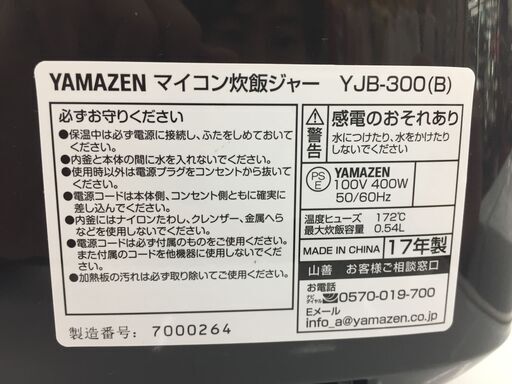 YAMAZEN マイコン炊飯ジャー YJB-300(B)
必ずお守りください
●保温中は必ず電源に接続し、ふたをしめておいて
ください。
●内釜と本体の間に水を入れないでください。
●使用時以外は電源プラグをコンセントから抜いて
ください。
●電源コードは本体側、コンセント側ともに確実に
差し込んでください。
●内釜にナイロンたわし、クレンザー、金属へら
などを使用しないでください。
●電源コードは必ず付属のものをご使用ください。
また付属のコードを他機器に使用しないでくだ
さい。
●加熱板の汚れは必ず取り除いてご使用ください。
製造番号: 7000264
警告
感電のおそれあり
水につけたり、水をかけたり
しないでください
PS
E
YAMAZEN
100V 400W
50/60Hz
温度ヒューズ 172℃
最大炊飯容量 0.54L
MADE IN CHINA 17年製
山善 お客様ご相談窓口
お電話
ナビダイヤル 0570-019-700
Eメール
info_a@yamazen.co.jp